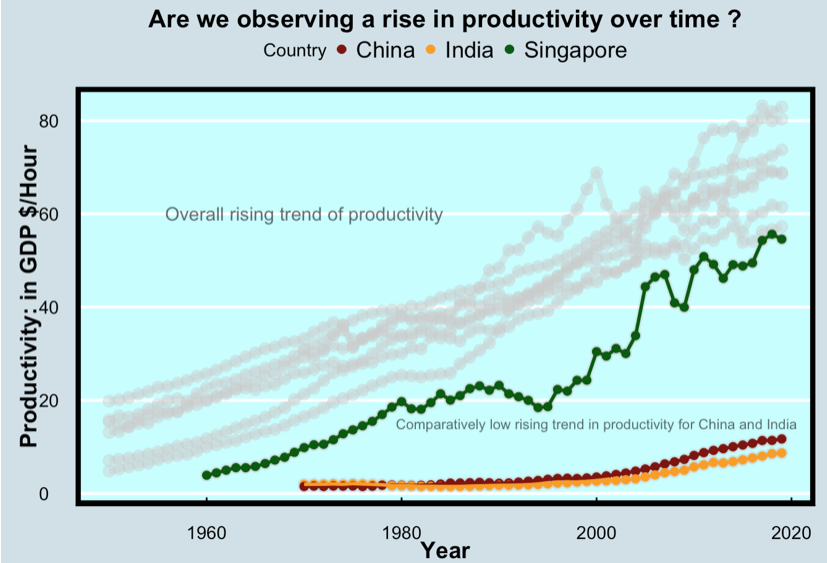 Are we observing a rise in productivity over time ?
Country China India Singapore
Productivity: in GDP $/Hour
80
60
40
20
0
Overall rising trend of productivity
Comparatively low rising trend in productivity for China and India
1960 1980 2000 2020
Year